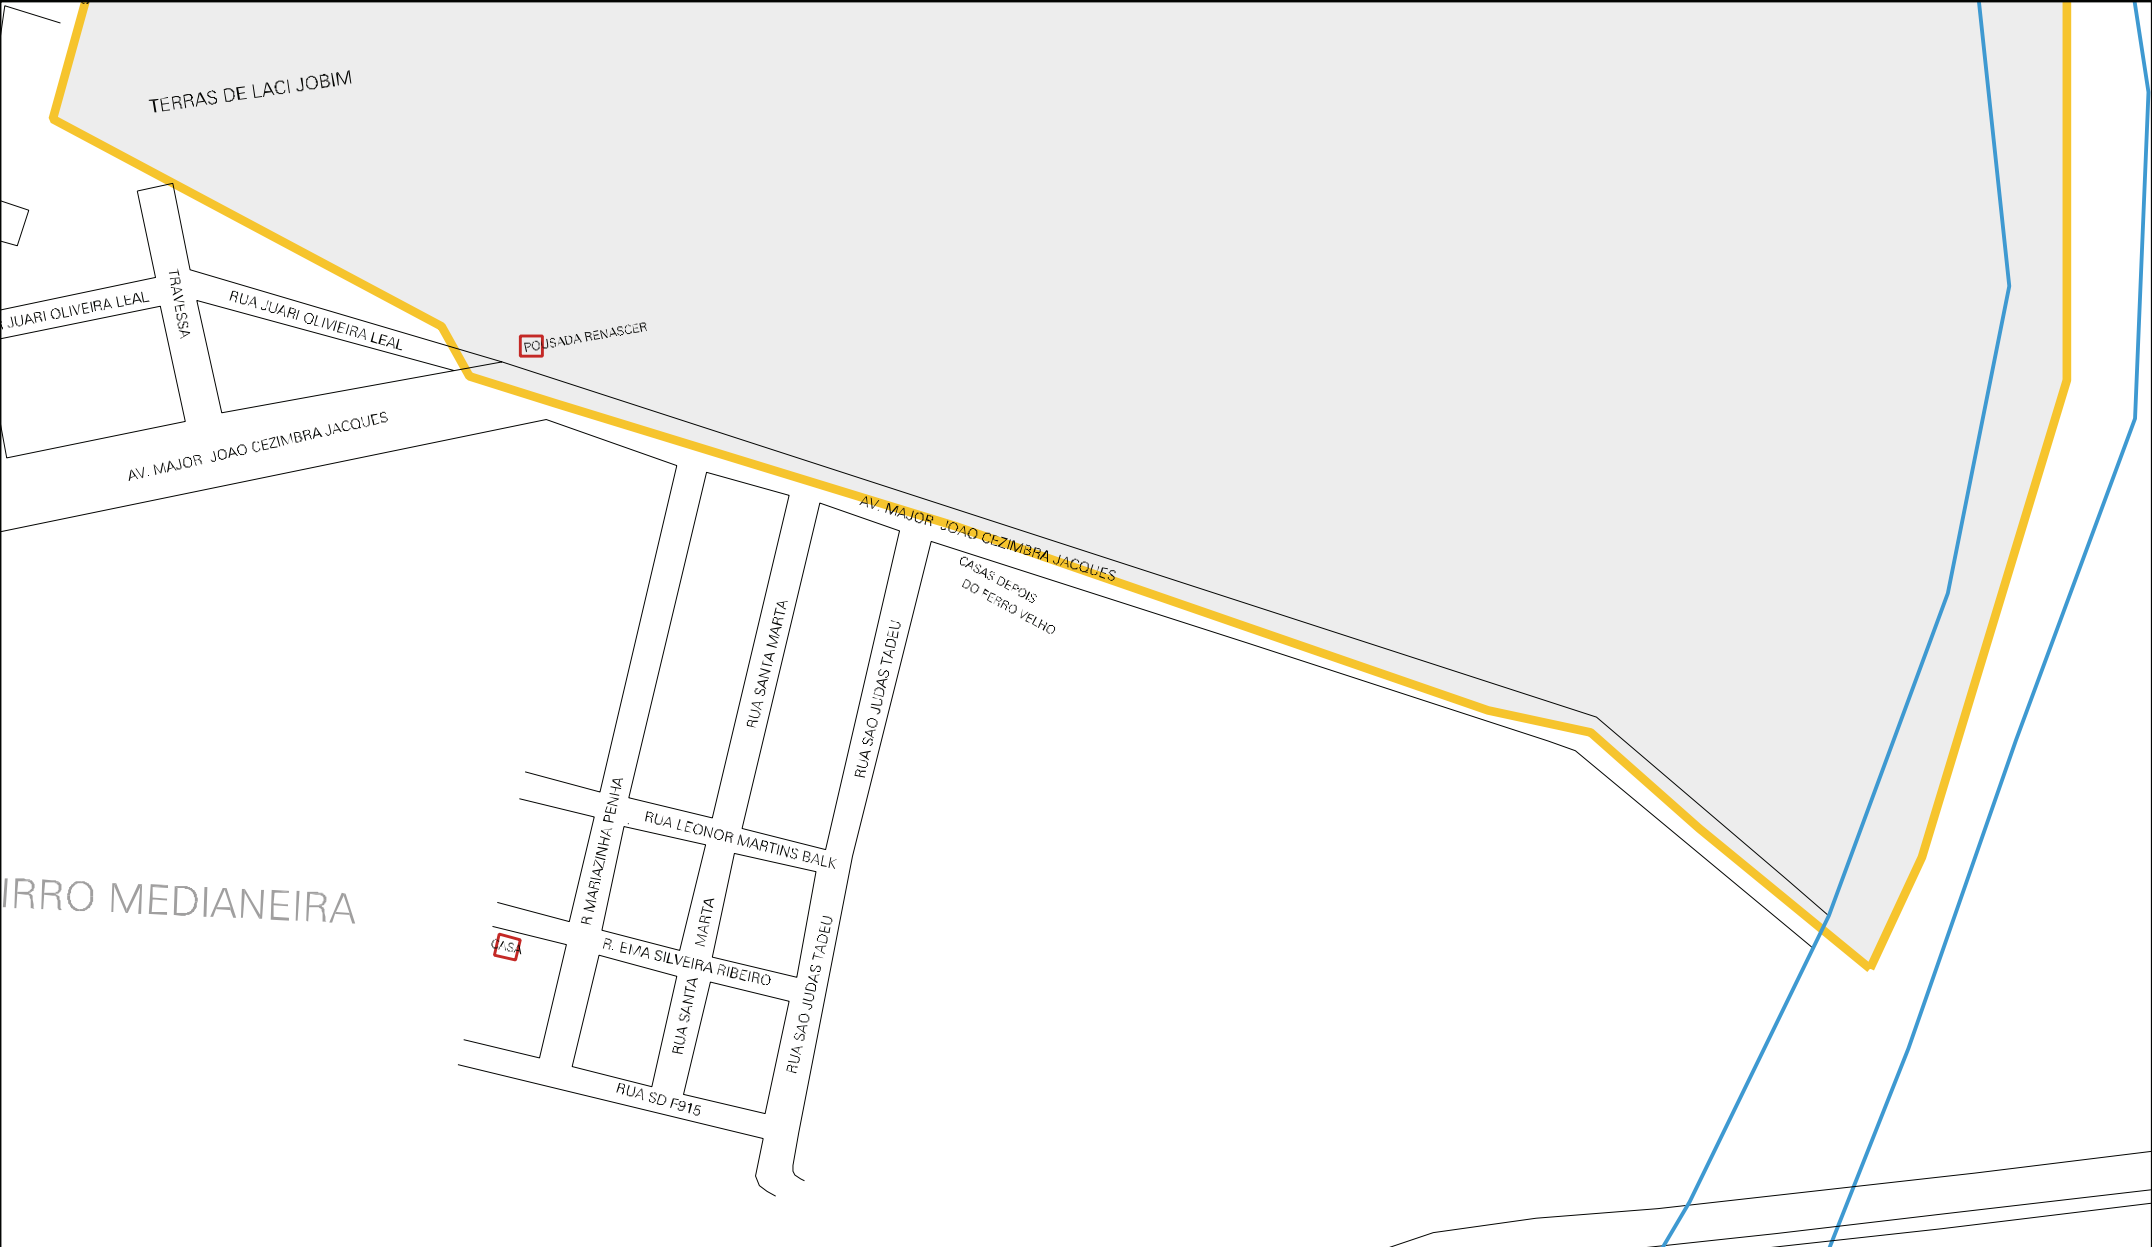 TERRAS DE LACI JOBIM
JUARI OLIVEIRA LEAL
TRAVESSA
RUA JUARI OLIVIEIRA LEAL
POUSADA RENASCER
AV. MAJOR JOAO CEZIMBRA JACQUES
AV. MAJOR JOAO CEZIMBRA JACQUES
CASAS DEPOIS
DO FERRO VELHO
RUA SANTA MARTA
RUA SAO JUDAS TADEU
R MARIAZINHA PENHA
RUA LEONOR MARTINS BALK
IRRO MEDIANEIRA
CASA
MARTA
R. EMA SILVEIRA RIBEIRO
RUA SANTA
RUA SAO JUDAS TADEU
RUA SD F915